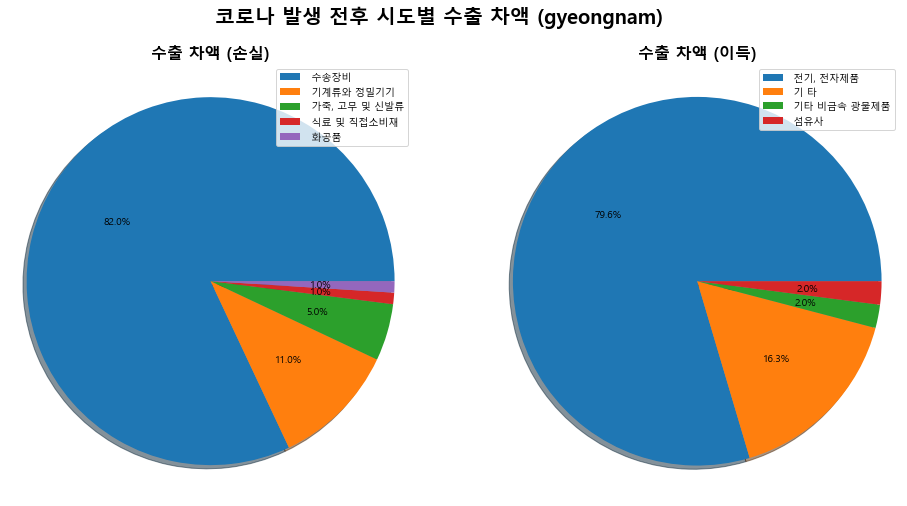 코로나 발생 전후 시도별 수출 차액 (gyeongnam)
수출 차액 (손실)
수송장비
기계류와 정밀기기
가죽, 고무 및 신발류
식료 및 직접소비재
화공품
82.0%
1.0%
1.0%
5.0%
11.0%
수출 차액 (이득)
전기, 전자제품
기 타
기타 비금속 광물제품
섬유사
79.6%
2.0%
2.0%
16.3%